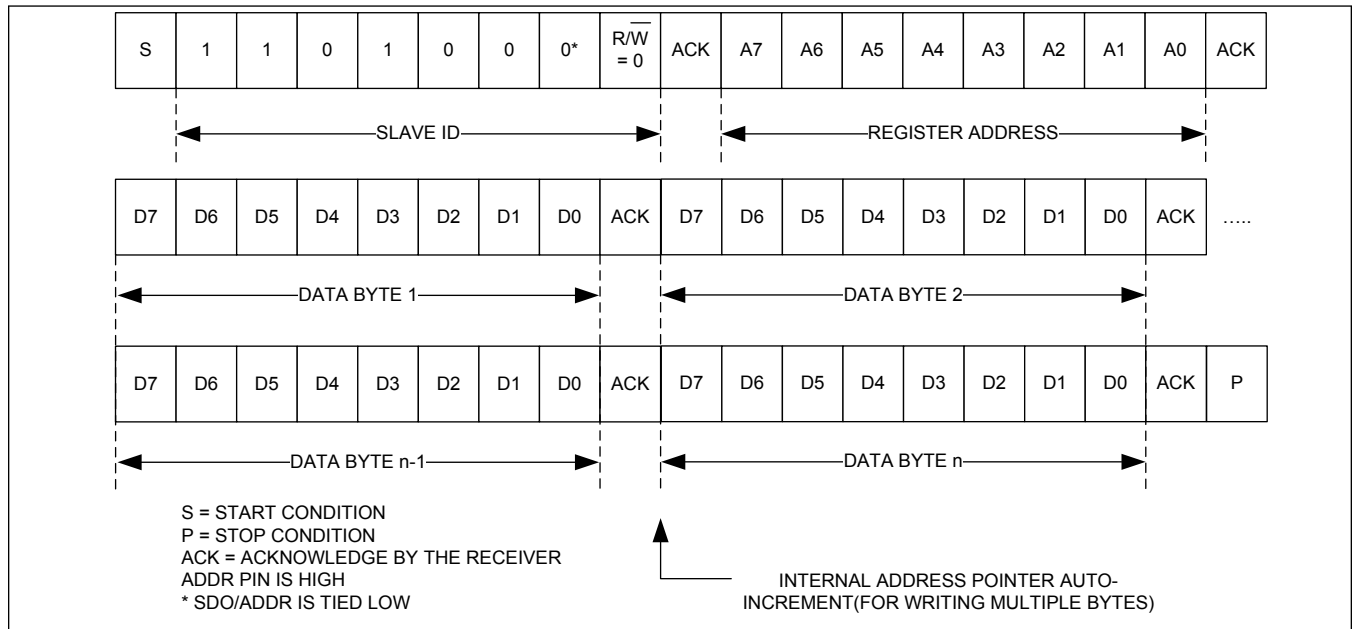 S 1 1 0 1 0 0 0* R/W̅ = 0 ACK A7 A6 A5 A4 A3 A2 A1 A0 ACK
SLAVE ID REGISTER ADDRESS
D7 D6 D5 D4 D3 D2 D1 D0 ACK D7 D6 D5 D4 D3 D2 D1 D0 ACK .....
DATA BYTE 1 DATA BYTE 2
D7 D6 D5 D4 D3 D2 D1 D0 ACK D7 D6 D5 D4 D3 D2 D1 D0 ACK P
DATA BYTE n-1 DATA BYTE n
S = START CONDITION
P = STOP CONDITION
ACK = ACKNOWLEDGE BY THE RECEIVER
ADDR PIN IS HIGH
* SDO/ADDR IS TIED LOW
INTERNAL ADDRESS POINTER AUTO-
INCREMENT(FOR WRITING MULTIPLE BYTES)